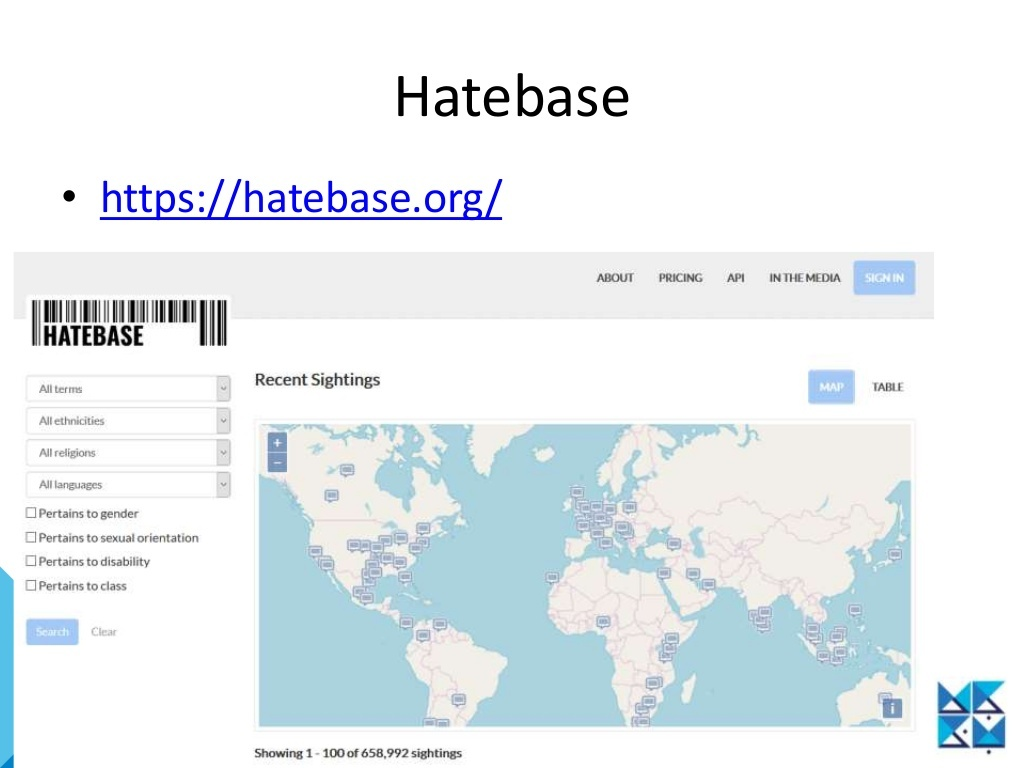 Hatebase
• https://hatebase.org/
ABOUT PRICING API IN THE MEDIA SIGN IN
HATEBASE
Recent Sightings
MAP TABLE
All terms
All ethnicities
All religions
All languages
Pertains to gender
Pertains to sexual orientation
Pertains to disability
Pertains to class
Search Clear
+
−
i
Showing 1 - 100 of 658,992 sightings